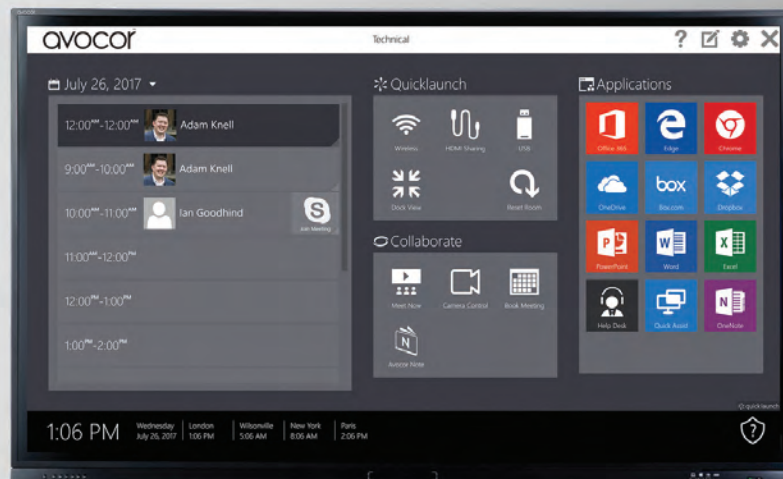 avocor
Technical
July 26, 2017
12:00AM-12:00AM Adam Knell
9:00AM-10:00AM Adam Knell
10:00AM-11:00AM Ian Goodhind
Join Meeting
11:00AM-12:00PM
12:00PM-1:00PM
1:00PM-2:00PM
Quicklaunch
Wireless HDMI Sharing USB
Dock View Reset Room
Collaborate
Meet Now Camera Control Book Meeting
Avocor Note
Applications
Office 365 Edge Chrome
box
OneDrive Box.com Dropbox
PowerPoint Word Excel
Help Desk Quick Assist OneNote
quicklaunch
1:06 PM
Wednesday London Wilsonville New York Paris
July 26, 2017 1:06 PM 5:06 AM 8:06 AM 2:06 PM